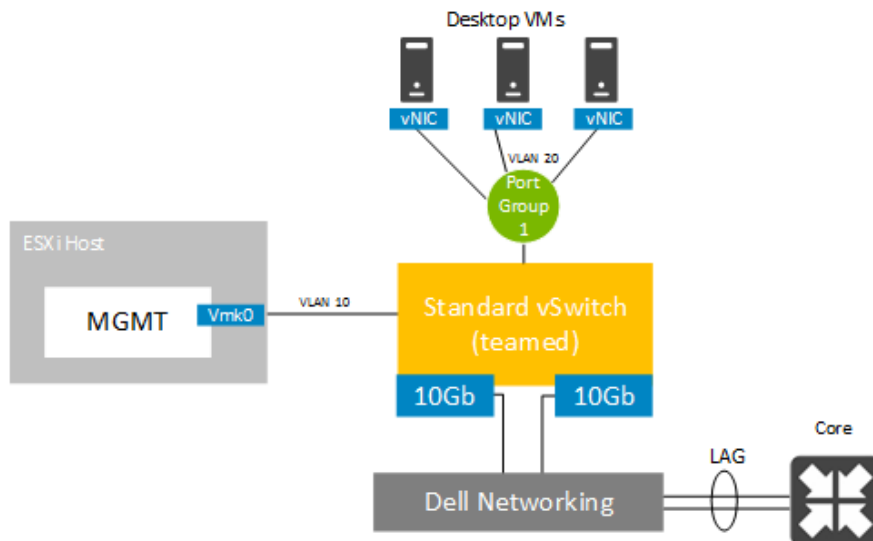 Desktop VMs
vNIC
vNIC
vNIC
VLAN 20
Port
Group
1
ESXi Host
MGMT
Vmk0
VLAN 10
Standard vSwitch
(teamed)
10Gb
10Gb
Core
LAG
Dell Networking